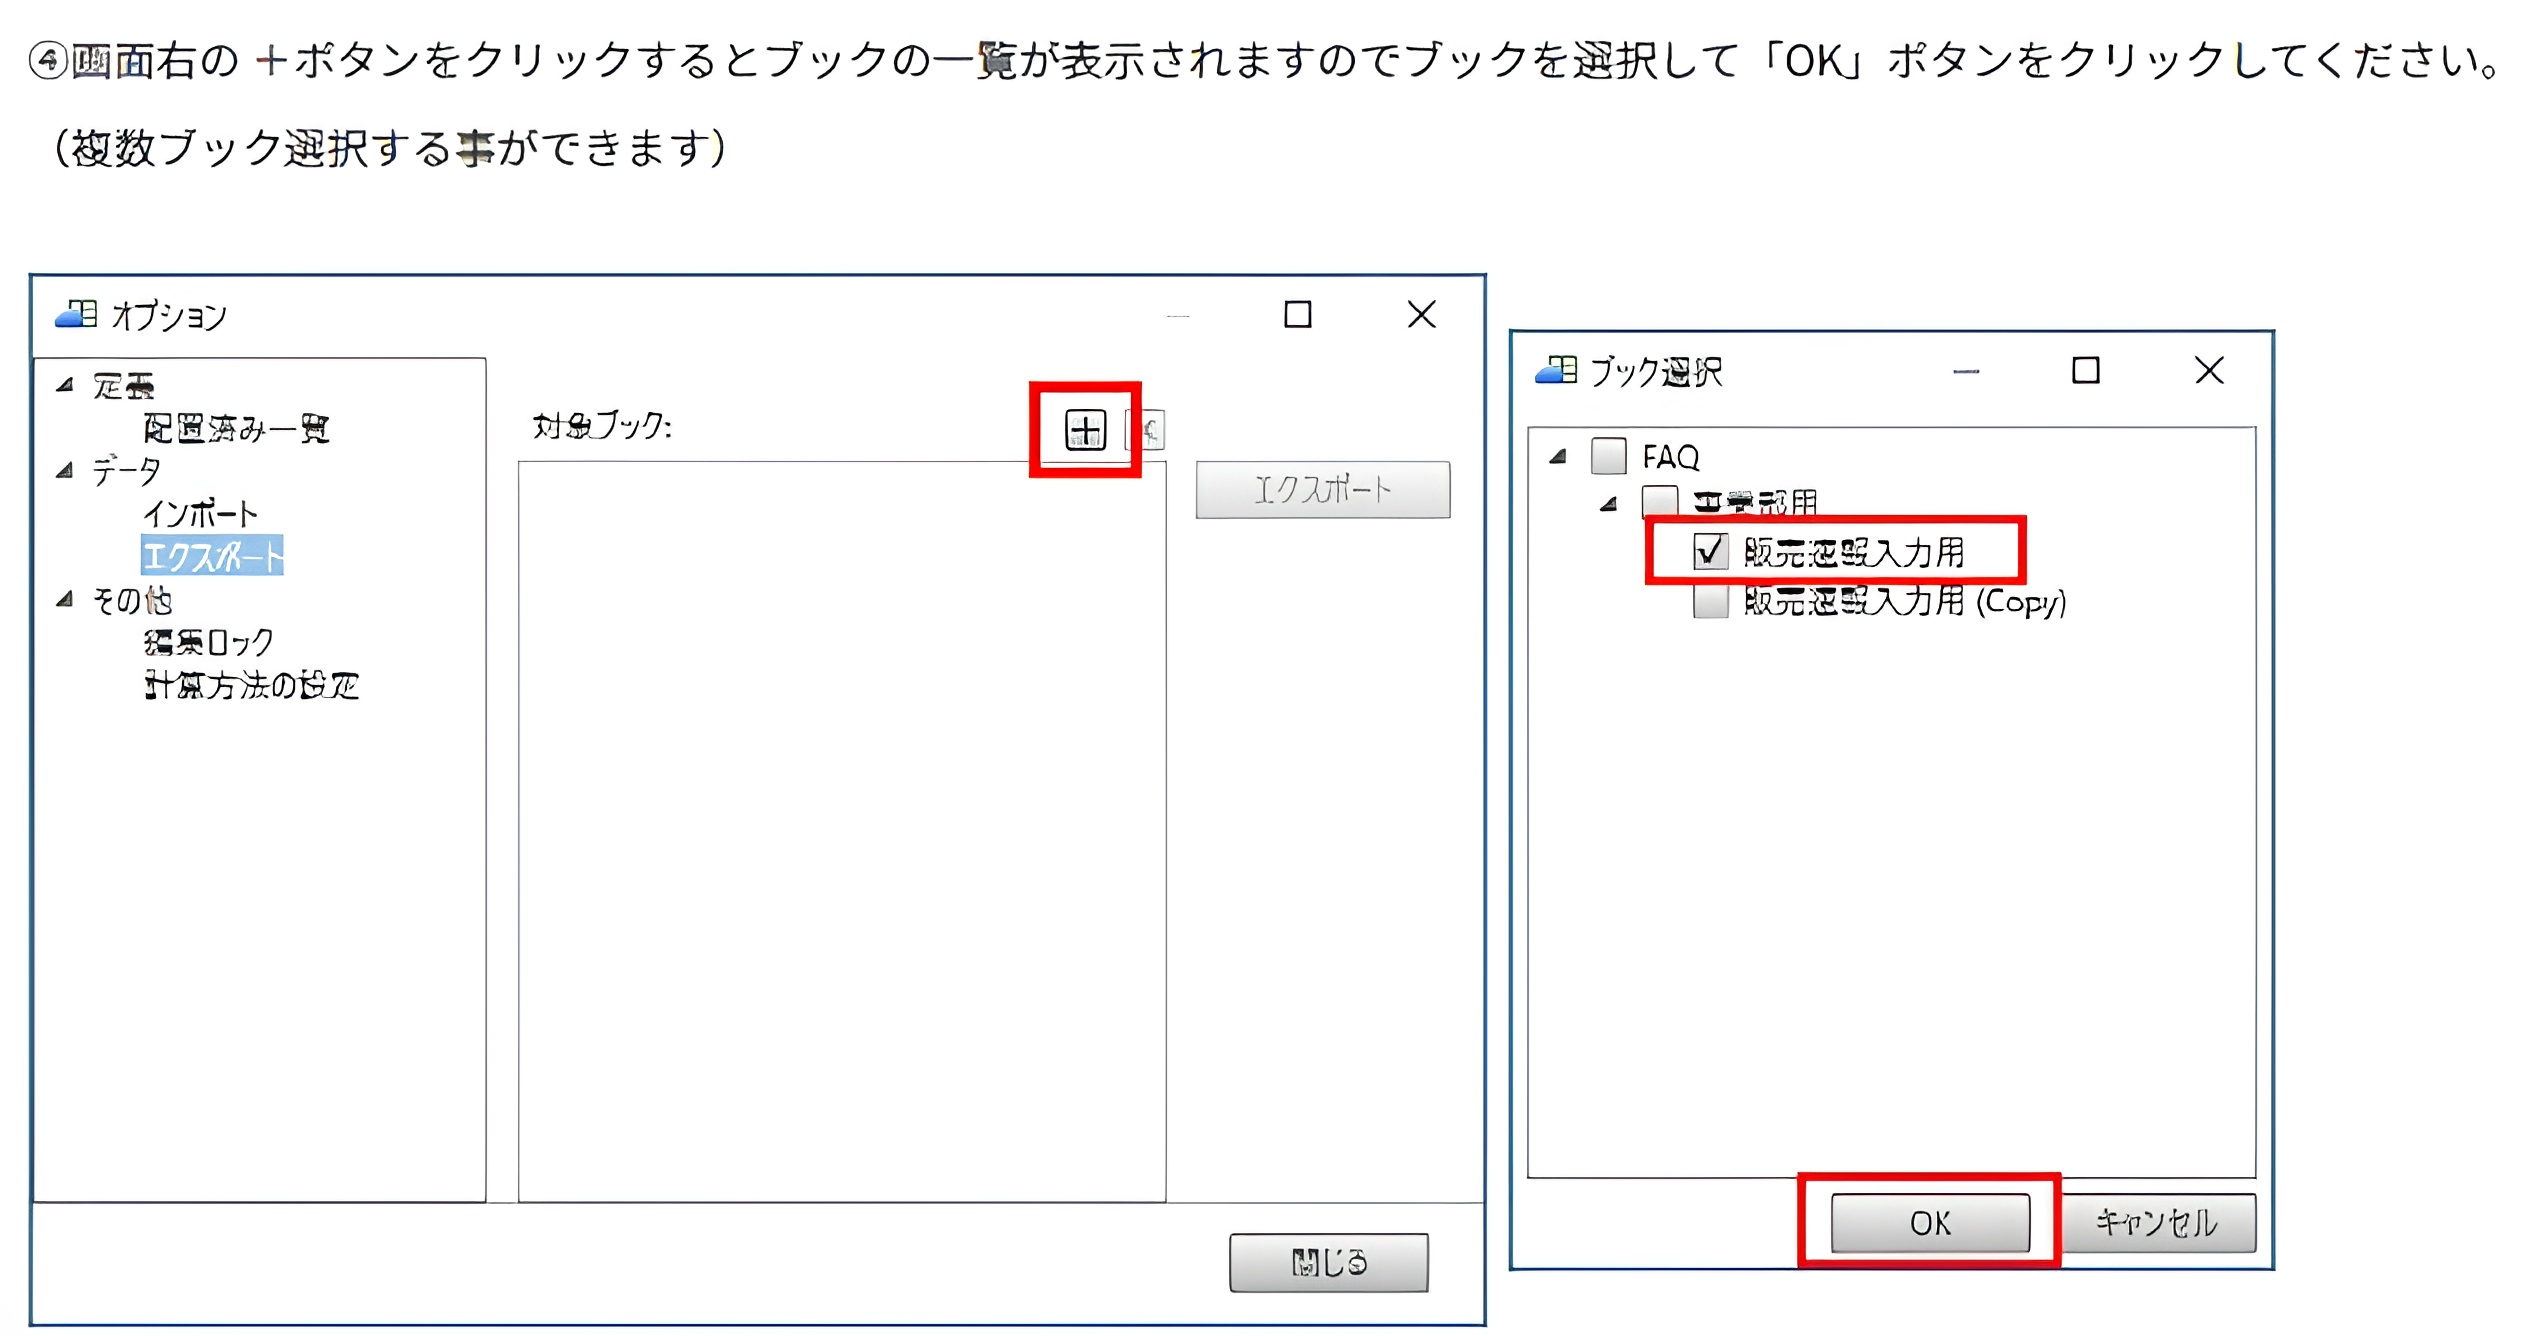 ④画面右の ＋ボタンをクリックするとブックの一覧が表示されますのでブックを選択して「OK」ボタンをクリックしてください。
（複数ブック選択する事ができます）
オプション
定義
配置済み一覧
データ
インポート
エクスポート
その他
編集ロック
計算方法の設定
対象ブック:
エクスポート
閉じる
ブック選択
FAQ
事業部用
販売速報入力用
販売速報入力用 (Copy)
OK
キャンセル